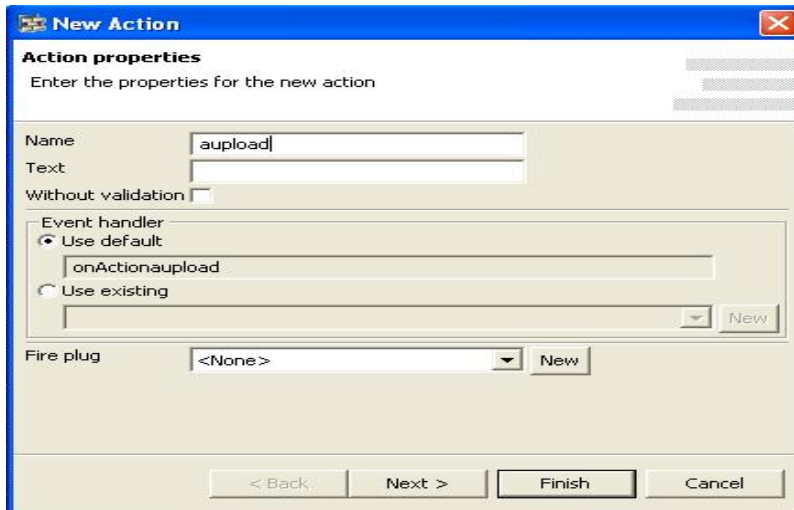 New Action
Action properties
Enter the properties for the new action
Name aupload
Text
Without validation
Event handler
Use default
onActionaupload
Use existing
New
Fire plug <None> New
< Back Next > Finish Cancel